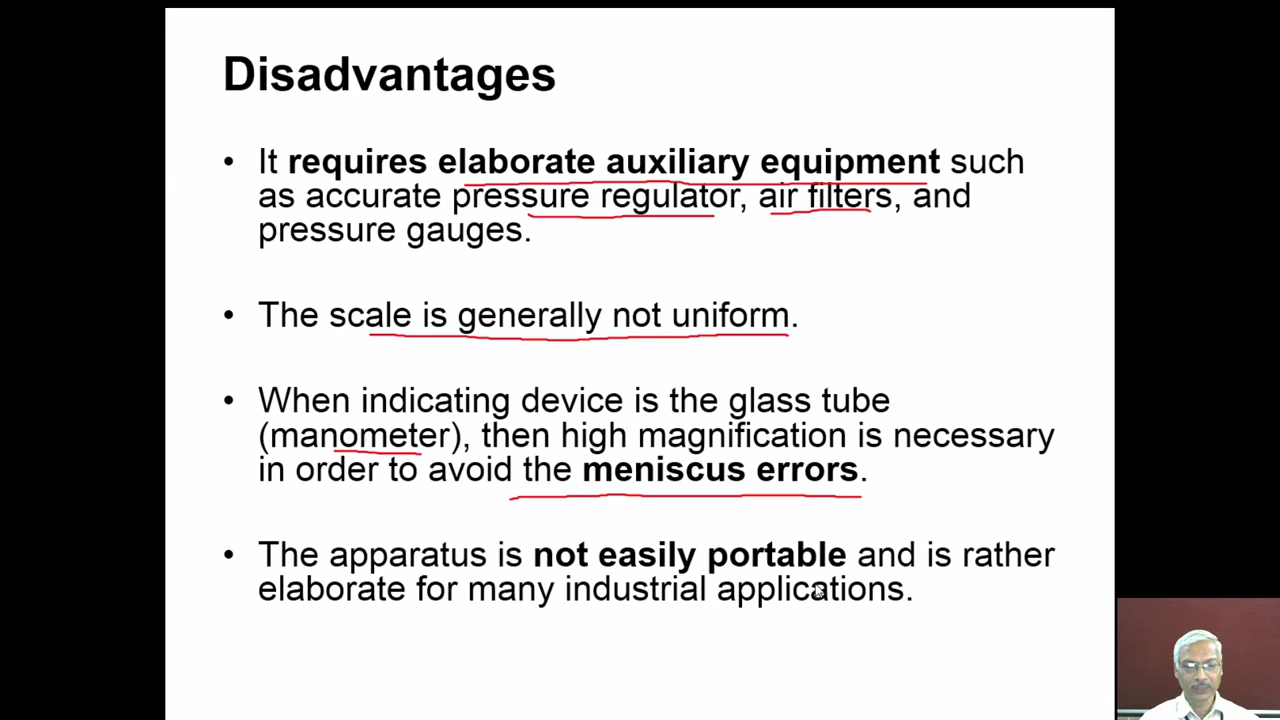 Disadvantages
• It requires elaborate auxiliary equipment such
as accurate pressure regulator, air filters, and
pressure gauges.
• The scale is generally not uniform.
• When indicating device is the glass tube
(manometer), then high magnification is necessary
in order to avoid the meniscus errors.
• The apparatus is not easily portable and is rather
elaborate for many industrial applications.